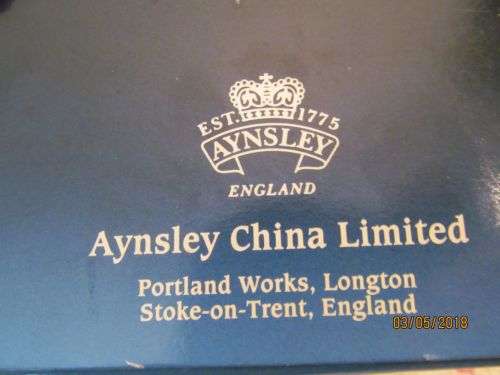 EST. 1775
AYNSLEY
ENGLAND
Aynsley China Limited
Portland Works, Longton
Stoke-on-Trent, England
03/05/2018